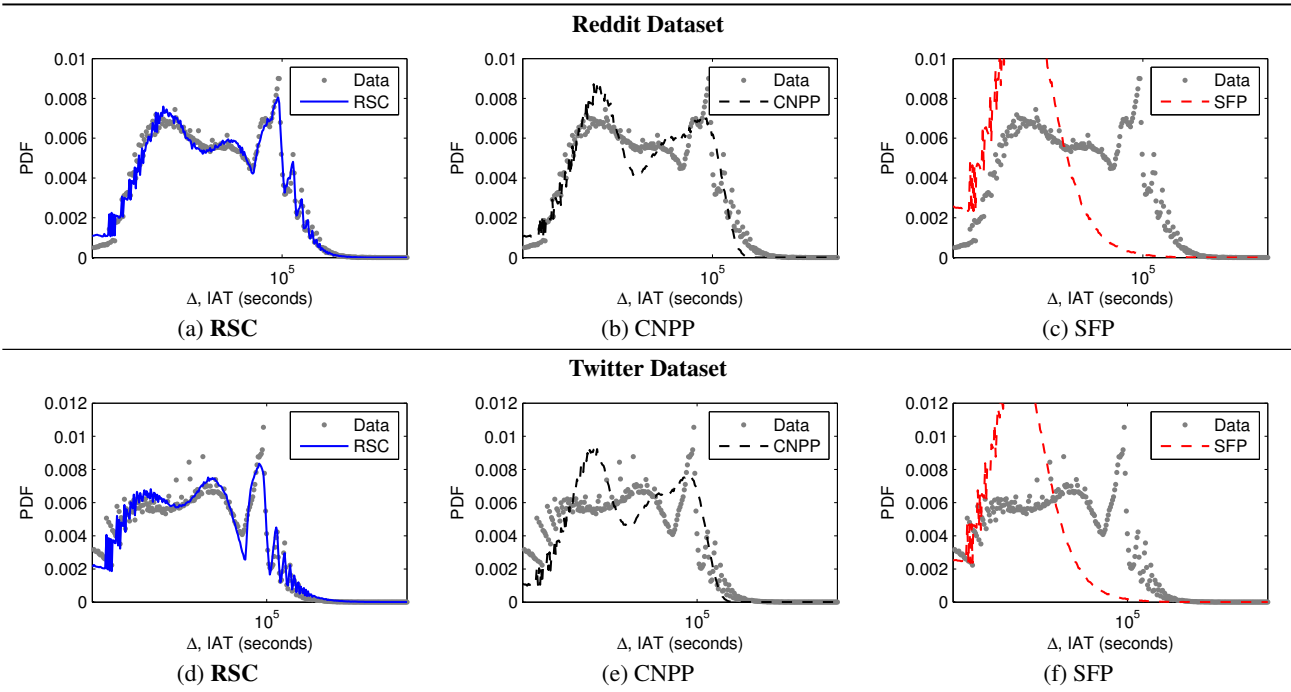 Reddit Dataset
0.01
0.008
0.006
0.004
0.002
0
PDF
Data
RSC
10^5
Δ, IAT (seconds)
(a) RSC
0.01
0.008
0.006
0.004
0.002
0
PDF
Data
CNPP
10^5
Δ, IAT (seconds)
(b) CNPP
0.01
0.008
0.006
0.004
0.002
0
PDF
Data
SFP
10^5
Δ, IAT (seconds)
(c) SFP
Twitter Dataset
0.012
0.01
0.008
0.006
0.004
0.002
0
PDF
Data
RSC
10^5
Δ, IAT (seconds)
(d) RSC
0.012
0.01
0.008
0.006
0.004
0.002
0
PDF
Data
CNPP
10^5
Δ, IAT (seconds)
(e) CNPP
0.012
0.01
0.008
0.006
0.004
0.002
0
PDF
Data
SFP
10^5
Δ, IAT (seconds)
(f) SFP